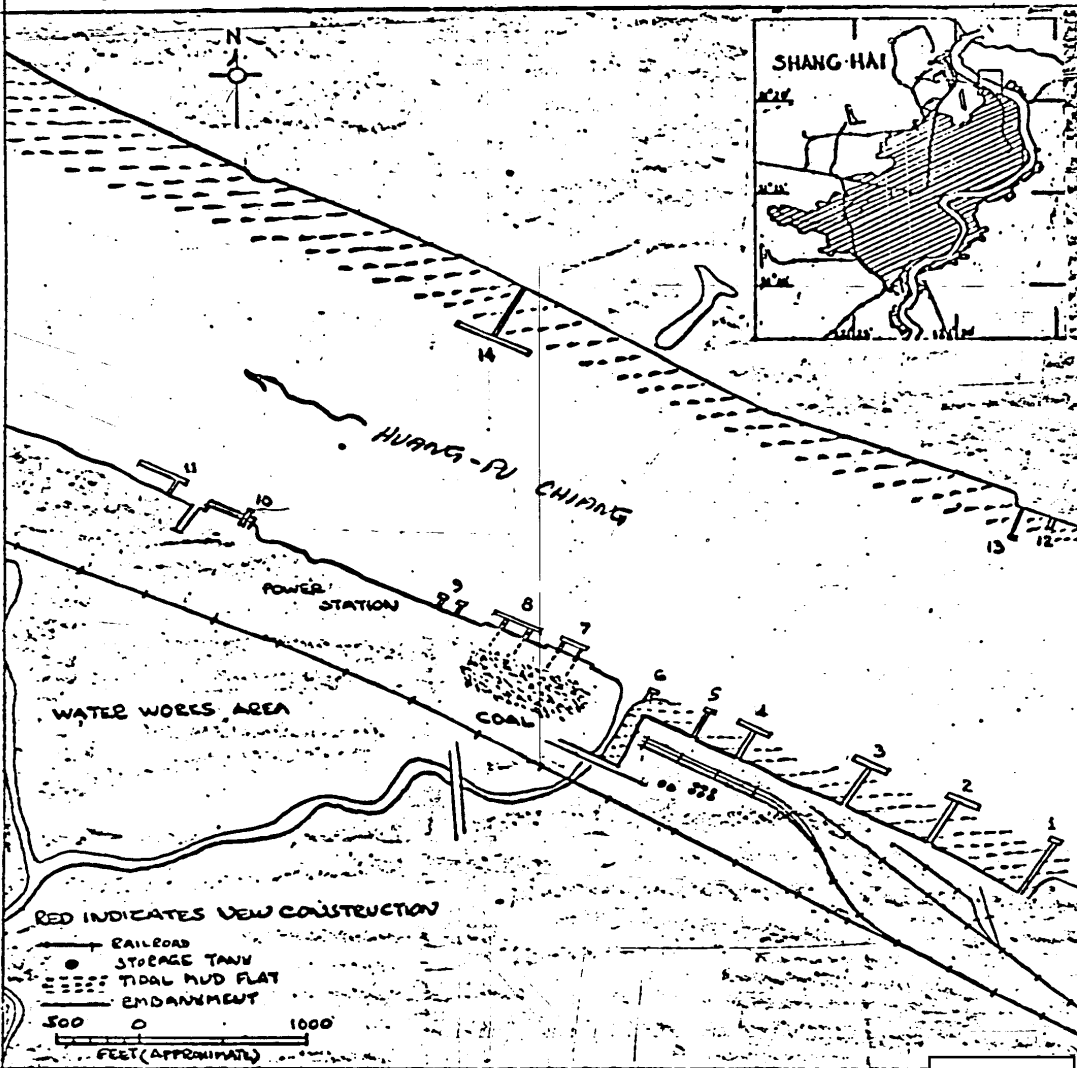 N
SHANG-HAI
14
HUANG-PU CHIANG
11
10
13
12
POWER
STATION
9
8
7
WATER WORKS AREA
COAL
6
5
4
3
2
1
RED INDICATES NEW CONSTRUCTION
RAILROAD
STORAGE TANK
TIDAL MUD FLAT
EMBANKMENT
500 0 1000'
FEET (APPROXIMATE)